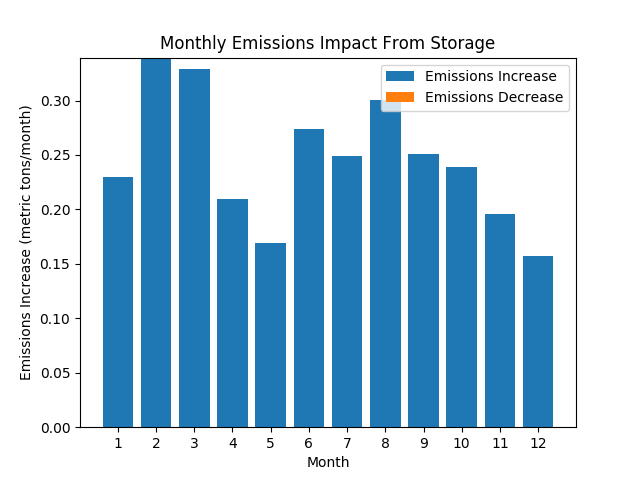 Monthly Emissions Impact From Storage
Emissions Increase
Emissions Decrease
Emissions Increase (metric tons/month)
0.30
0.25
0.20
0.15
0.10
0.05
0.00
1 2 3 4 5 6 7 8 9 10 11 12
Month